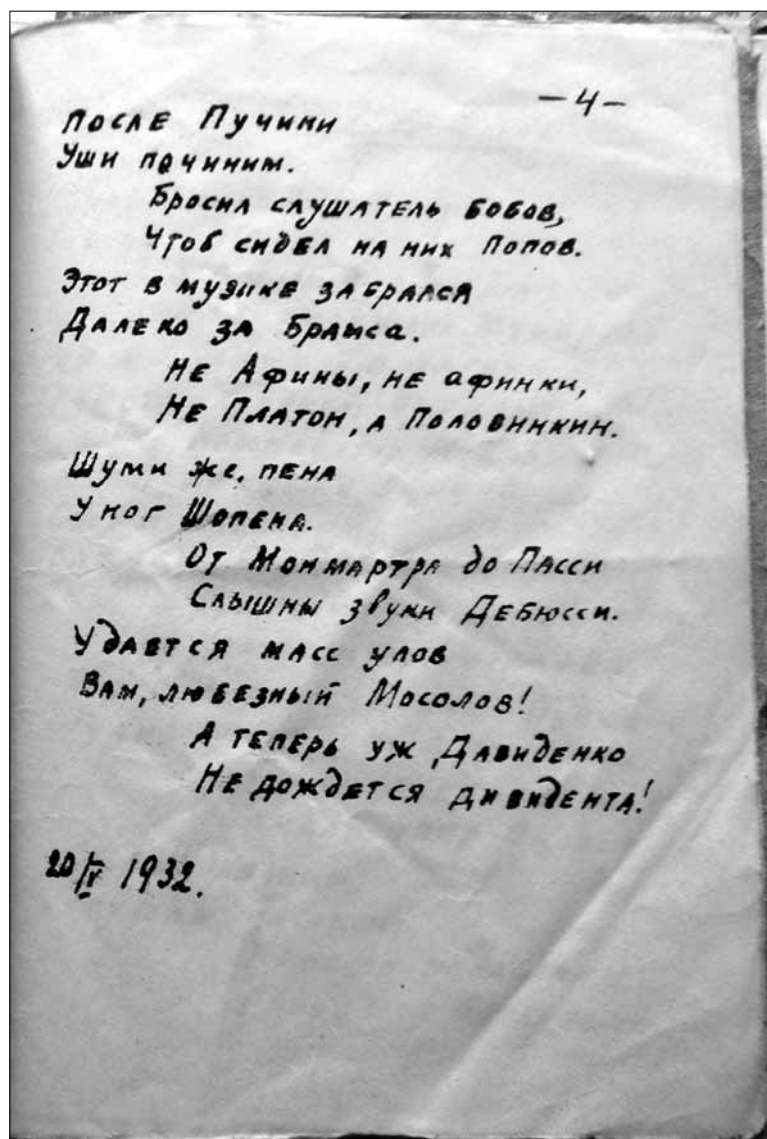 -4-
После Пучини
Уши починим.
Бросил слушатель бобов,
Чтоб сидел на них Попов.
Этот в музыке забрался
Далеко за Брамса.
Не Афины, не афинки,
Не Платон, а Половинкин.
Шуми же, пена
У ног Шопена.
От Монмартра до Пасси
Слышны звуки Дебюсси.
Удается масс улов
Вам, любезный Мосолов!
А теперь уж Давиденко
Не дождется дивидента!
20/V 1932.